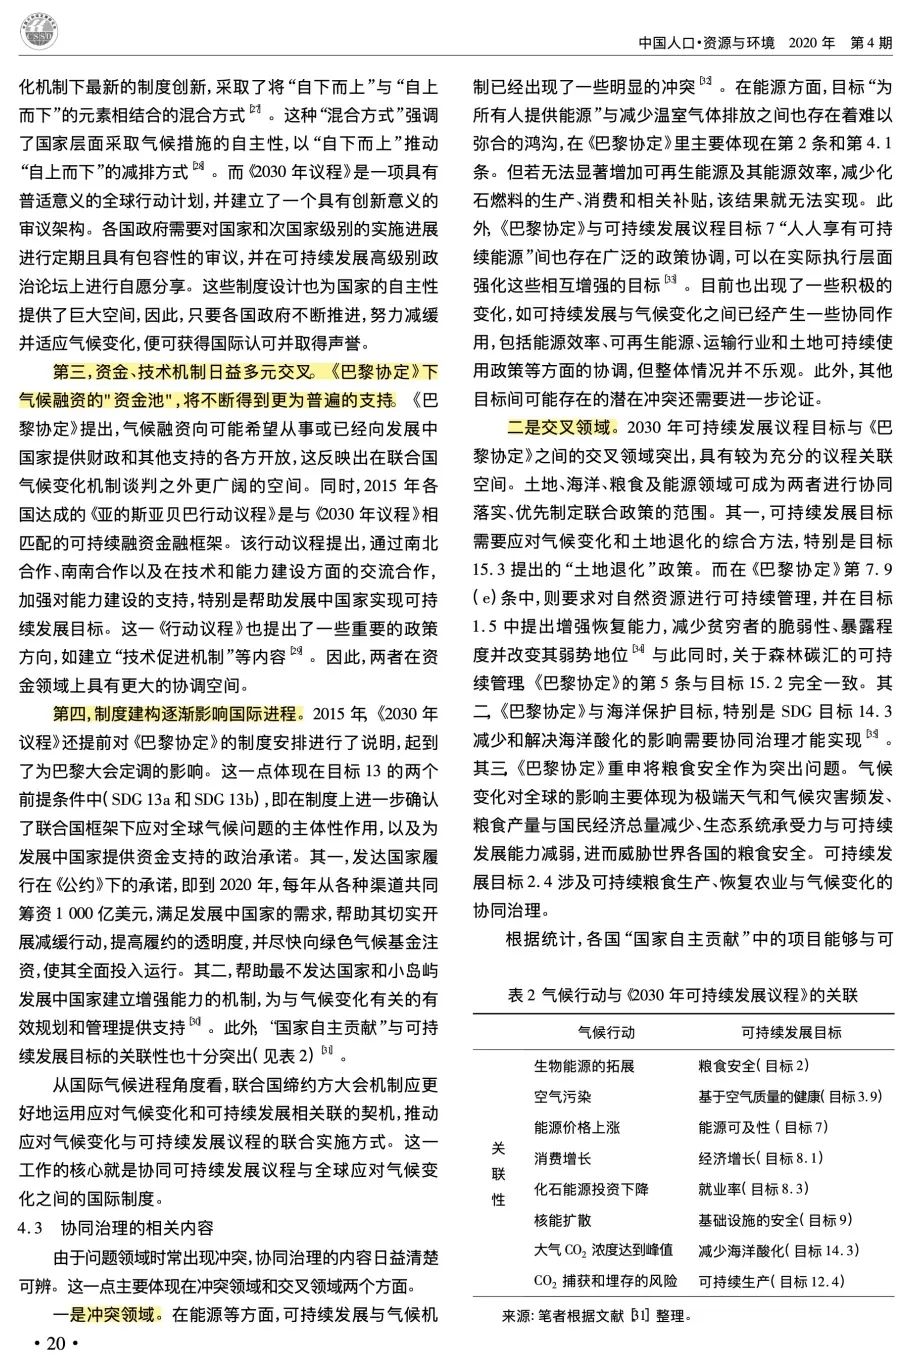 CSSD
中国人口·资源与环境 2020 年 第 4 期
化机制下最新的制度创新,采取了将“自下而上”与“自上
而下”的元素相结合的混合方式[27]。这种“混合方式”强调
了国家层面采取气候措施的自主性,以“自下而上”推动
“自上而下”的减排方式[28]。而《2030 年议程》是一项具有
普适意义的全球行动计划,并建立了一个具有创新意义的
审议架构。各国政府需要对国家和次国家级别的实施进展
进行定期且具有包容性的审议,并在可持续发展高级别政
治论坛上进行自愿分享。这些制度设计也为国家的自主性
提供了巨大空间,因此,只要各国政府不断推进,努力减缓
并适应气候变化,便可获得国际认可并取得声誉。
第三,资金、技术机制日益多元交叉。《巴黎协定》下
气候融资的"资金池",将不断得到更为普遍的支持。《巴
黎协定》提出,气候融资向可能希望从事或已经向发展中
国家提供财政和其他支持的各方开放,这反映出在联合国
气候变化机制谈判之外更广阔的空间。同时,2015 年各
国达成的《亚的斯亚贝巴行动议程》是与《2030 年议程》相
匹配的可持续融资金融框架。该行动议程提出,通过南北
合作、南南合作以及在技术和能力建设方面的交流合作,
加强对能力建设的支持,特别是帮助发展中国家实现可持
续发展目标。这一《行动议程》也提出了一些重要的政策
方向,如建立“技术促进机制”等内容[29]。因此,两者在资
金领域上具有更大的协调空间。
第四,制度建构逐渐影响国际进程。2015 年,《2030 年
议程》还提前对《巴黎协定》的制度安排进行了说明,起到
了为巴黎大会定调的影响。这一点体现在目标 13 的两个
前提条件中(SDG 13a 和 SDG 13b),即在制度上进一步确认
了联合国框架下应对全球气候问题的主体性作用,以及为
发展中国家提供资金支持的政治承诺。其一,发达国家履
行在《公约》下的承诺,即到 2020 年,每年从各种渠道共同
筹资 1 000 亿美元,满足发展中国家的需求,帮助其切实开
展减缓行动,提高履约的透明度,并尽快向绿色气候基金注
资,使其全面投入运行。其二,帮助最不发达国家和小岛屿
发展中国家建立增强能力的机制,为与气候变化有关的有
效规划和管理提供支持[30]。此外,“国家自主贡献”与可持
续发展目标的关联性也十分突出(见表 2)[31]。
从国际气候进程角度看,联合国缔约方大会机制应更
好地运用应对气候变化和可持续发展相关联的契机,推动
应对气候变化与可持续发展议程的联合实施方式。这一
工作的核心就是协同可持续发展议程与全球应对气候变
化之间的国际制度。
4.3 协同治理的相关内容
由于问题领域时常出现冲突,协同治理的内容日益清楚
可辨。这一点主要体现在冲突领域和交叉领域两个方面。
一是冲突领域。在能源等方面,可持续发展与气候机
制已经出现了一些明显的冲突[32]。在能源方面,目标“为
所有人提供能源”与减少温室气体排放之间也存在着难以
弥合的鸿沟,在《巴黎协定》里主要体现在第 2 条和第 4.1
条。但若无法显著增加可再生能源及其能源效率,减少化
石燃料的生产、消费和相关补贴,该结果就无法实现。此
外,《巴黎协定》与可持续发展议程目标 7“人人享有可持
续能源”间也存在广泛的政策协调,可以在实际执行层面
强化这些相互增强的目标[33]。目前也出现了一些积极的
变化,如可持续发展与气候变化之间已经产生一些协同作
用,包括能源效率、可再生能源、运输行业和土地可持续使
用政策等方面的协调,但整体情况并不乐观。此外,其他
目标间可能存在的潜在冲突还需要进一步论证。
二是交叉领域。2030 年可持续发展议程目标与《巴
黎协定》之间的交叉领域突出,具有较为充分的议程关联
空间。土地、海洋、粮食及能源领域可成为两者进行协同
落实、优先制定联合政策的范围。其一,可持续发展目标
需要应对气候变化和土地退化的综合方法,特别是目标
15.3 提出的“土地退化”政策。而在《巴黎协定》第 7.9
(e)条中,则要求对自然资源进行可持续管理,并在目标
1.5 中提出增强恢复能力,减少贫穷者的脆弱性、暴露程
度并改变其弱势地位[34]与此同时,关于森林碳汇的可持
续管理,《巴黎协定》的第 5 条与目标 15.2 完全一致。其
二,《巴黎协定》与海洋保护目标,特别是 SDG 目标 14.3
减少和解决海洋酸化的影响需要协同治理才能实现[35]。
其三,《巴黎协定》重申将粮食安全作为突出问题。气候
变化对全球的影响主要体现为极端天气和气候灾害频发、
粮食产量与国民经济总量减少、生态系统承受力与可持续
发展能力减弱,进而威胁世界各国的粮食安全。可持续发
展目标 2.4 涉及可持续粮食生产、恢复农业与气候变化的
协同治理。
根据统计,各国“国家自主贡献”中的项目能够与可
表 2 气候行动与《2030 年可持续发展议程》的关联
气候行动 可持续发展目标
关联性
生物能源的拓展 粮食安全(目标 2)
空气污染 基于空气质量的健康(目标 3.9)
能源价格上涨 能源可及性(目标 7)
消费增长 经济增长(目标 8.1)
化石能源投资下降 就业率(目标 8.3)
核能扩散 基础设施的安全(目标 9)
大气 CO₂ 浓度达到峰值 减少海洋酸化(目标 14.3)
CO₂ 捕获和埋存的风险 可持续生产(目标 12.4)
来源:笔者根据文献[31]整理。
· 20 ·